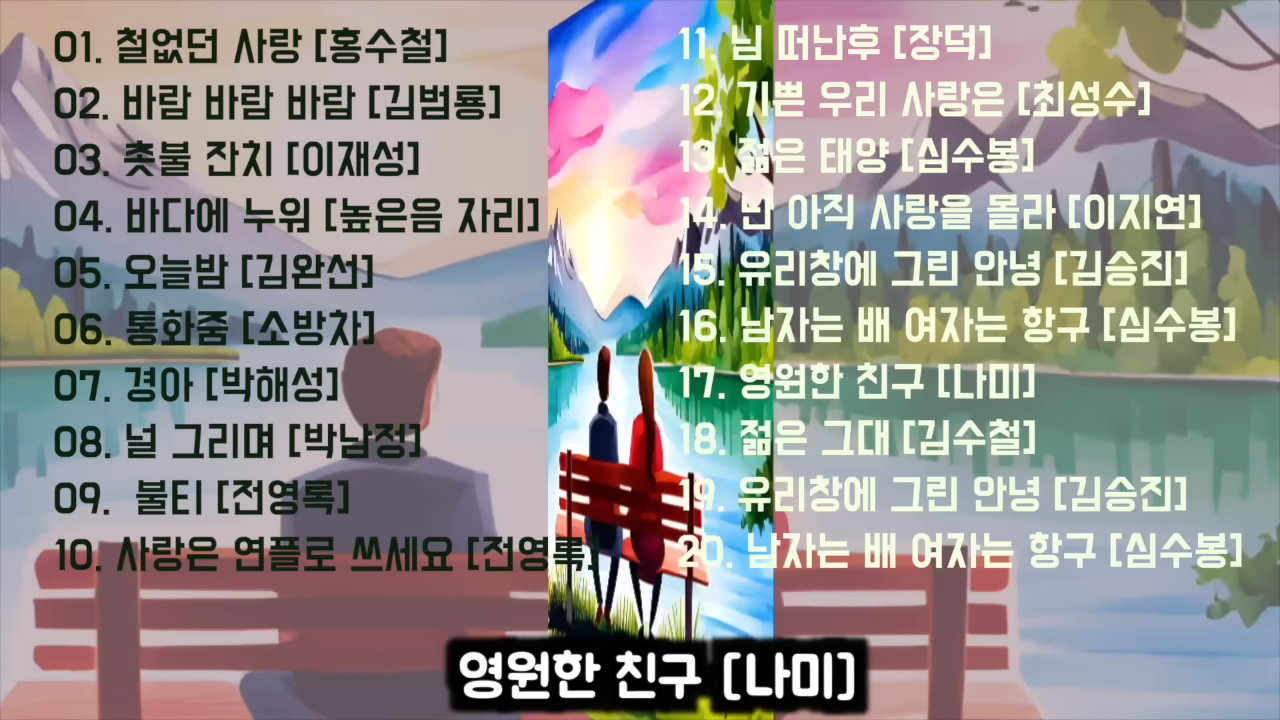 01. 철없던 사랑 [홍수철]
02. 바람 바람 바람 [김범룡]
03. 촛불 잔치 [이재성]
04. 바다에 누워 [높은음 자리]
05. 오늘밤 [김완선]
06. 통화중 [소방차]
07. 경아 [박해성]
08. 널 그리며 [박남정]
09. 불티 [전영록]
10. 사랑은 연필로 쓰세요 [전영록]
11. 님 떠난후 [장덕]
12. 기쁜 우리 사랑은 [최성수]
13. 젊은 태양 [심수봉]
14. 난 아직 사랑을 몰라 [이지연]
15. 유리창에 그린 안녕 [김승진]
16. 남자는 배 여자는 항구 [심수봉]
17. 영원한 친구 [나미]
18. 젊은 그대 [김수철]
19. 유리창에 그린 안녕 [김승진]
20. 남자는 배 여자는 항구 [심수봉]
영원한 친구 [나미]